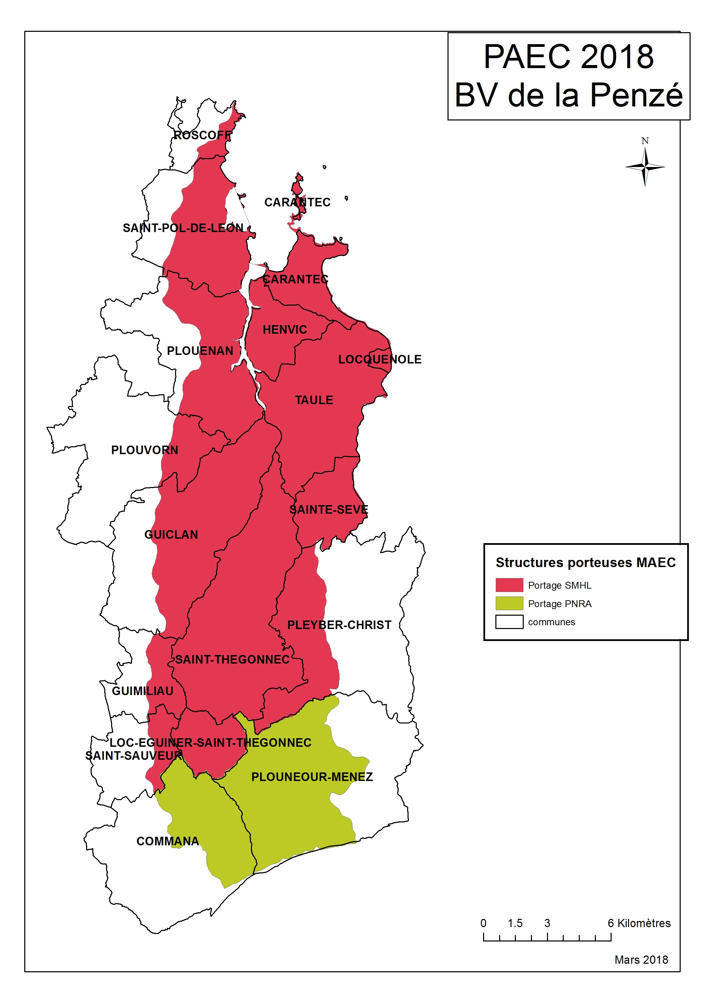 PAEC 2018
BV de la Penzé
N
ROSCOFF
CARANTEC
SAINT-POL-DE-LEON
CARANTEC
HENVIC
PLOUENAN
LOCQUENOLE
TAULE
PLOUVORN
SAINTE-SEVE
GUICLAN
Structures porteuses MAEC
Portage SMHL
Portage PNRA
communes
PLEYBER-CHRIST
SAINT-THEGONNEC
GUIMILIAU
LOC-EGUINER-SAINT-THEGONNEC
SAINT-SAUVEUR
PLOUNEOUR-MENEZ
COMMANA
0 1.5 3 6 Kilomètres
Mars 2018